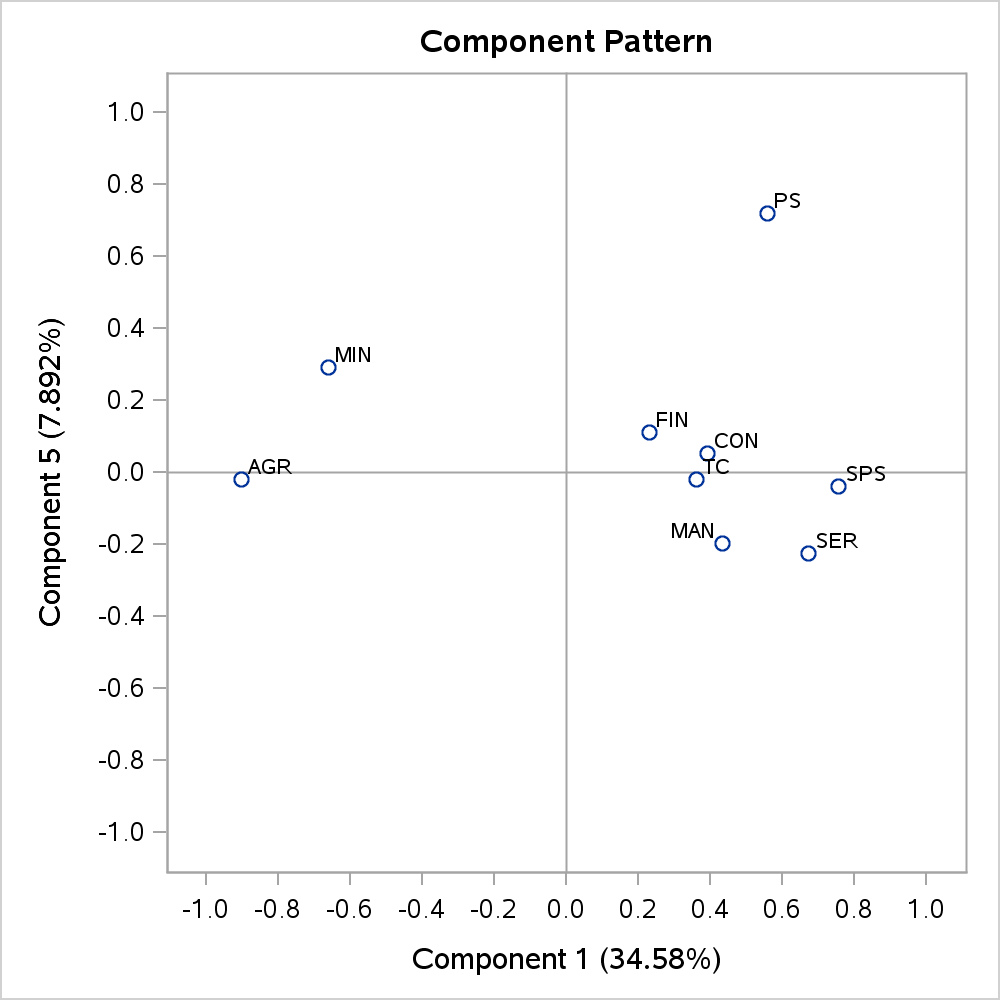 Component Pattern
Component 5 (7.892%)
1.0
0.8
0.6
0.4
0.2
0.0
-0.2
-0.4
-0.6
-0.8
-1.0
PS
MIN
FIN
CON
AGR
TC
SPS
MAN
SER
-1.0 -0.8 -0.6 -0.4 -0.2 0.0 0.2 0.4 0.6 0.8 1.0
Component 1 (34.58%)